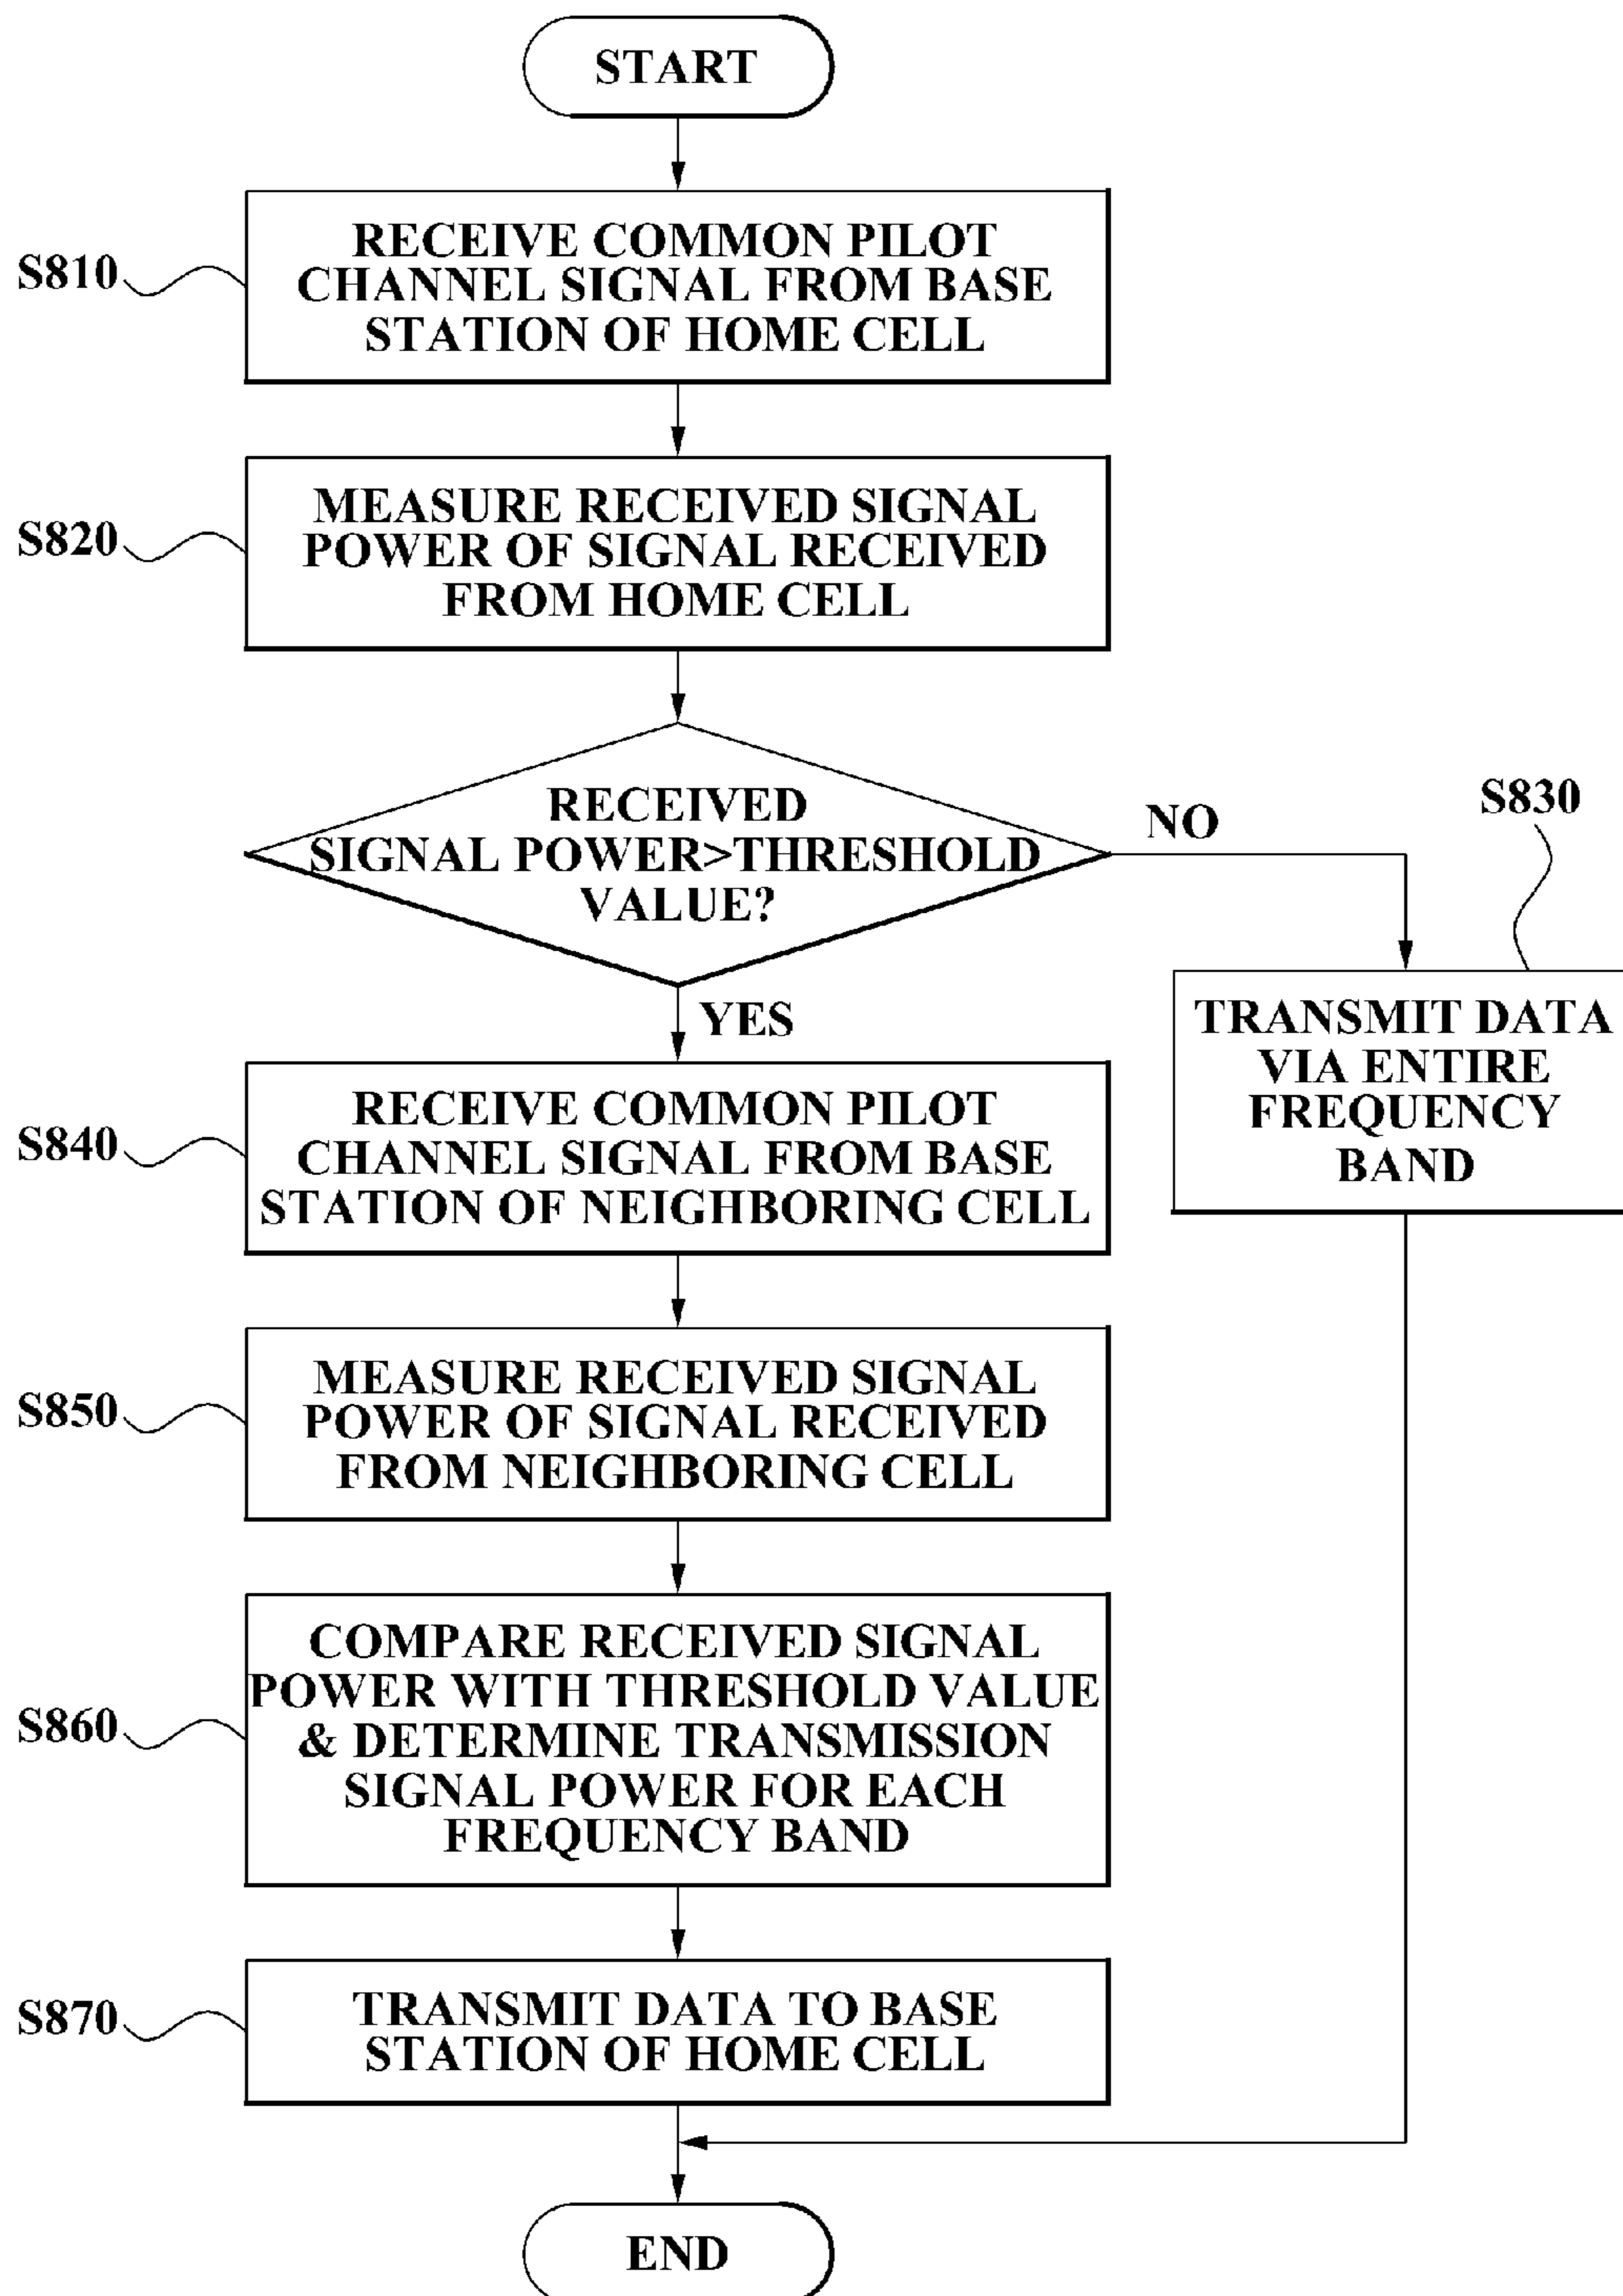 START
S810
RECEIVE COMMON PILOT
CHANNEL SIGNAL FROM BASE
STATION OF HOME CELL
S820
MEASURE RECEIVED SIGNAL
POWER OF SIGNAL RECEIVED
FROM HOME CELL
RECEIVED
SIGNAL POWER>THRESHOLD
VALUE?
NO
S830
TRANSMIT DATA
VIA ENTIRE
FREQUENCY
BAND
YES
S840
RECEIVE COMMON PILOT
CHANNEL SIGNAL FROM BASE
STATION OF NEIGHBORING CELL
S850
MEASURE RECEIVED SIGNAL
POWER OF SIGNAL RECEIVED
FROM NEIGHBORING CELL
S860
COMPARE RECEIVED SIGNAL
POWER WITH THRESHOLD VALUE
& DETERMINE TRANSMISSION
SIGNAL POWER FOR EACH
FREQUENCY BAND
S870
TRANSMIT DATA TO BASE
STATION OF HOME CELL
END